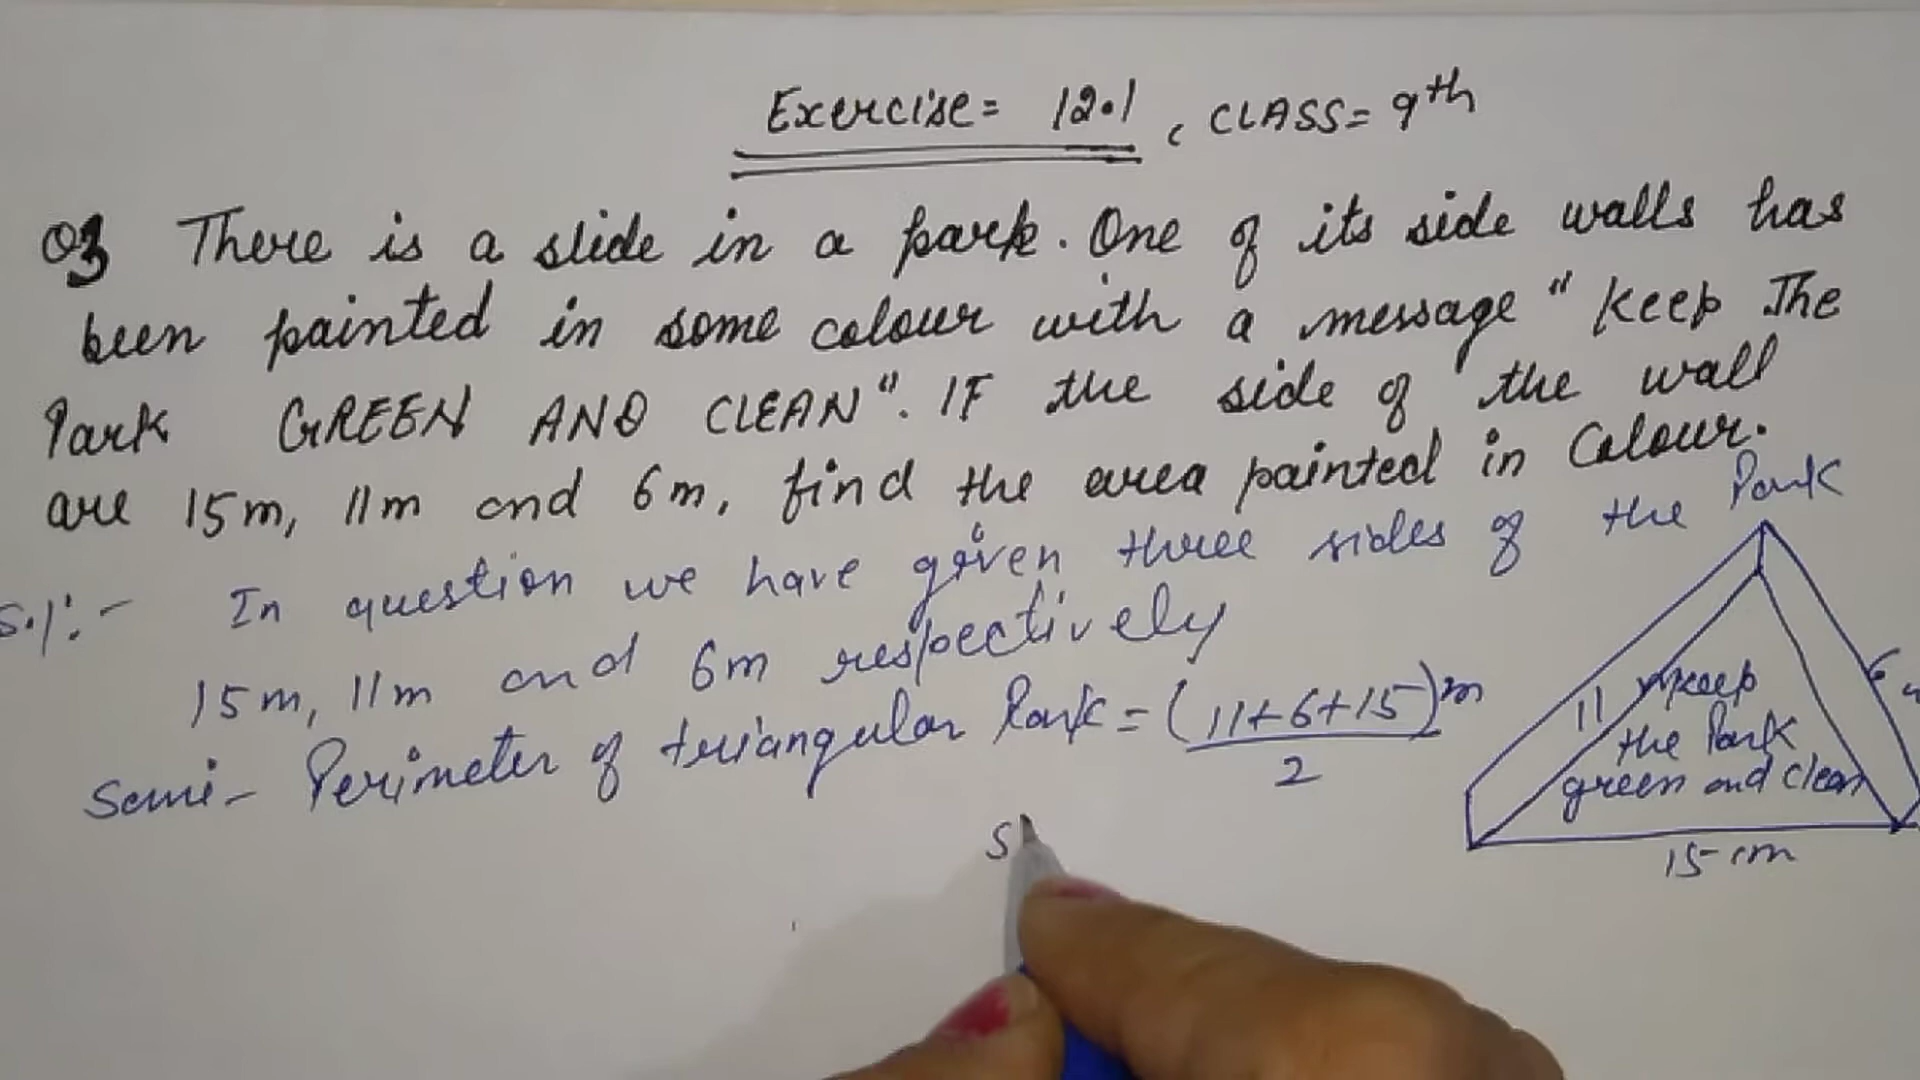 Exercise = 12.1, CLASS = 9th
Q3 There is a slide in a park. One of its side walls has
been painted in some colour with a message " Keep The
Park GREEN AND CLEAN". IF the side of the wall
are 15m, 11m and 6m, find the area painted in Colour.
Sol:- In question we have given three sides of the Park
15m, 11m and 6m respectively
Semi- Perimeter of triangular Park = (11+6+15)m
2
S
11
6
keep
the Park
green and clean
15 cm